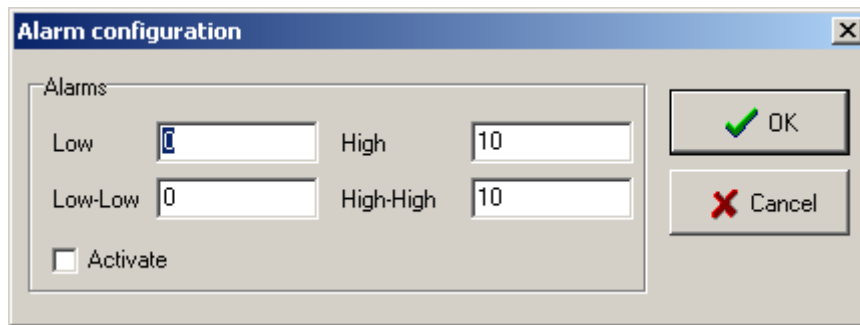 Alarm configuration
Alarms
Low 0 High 10 OK
Low-Low 0 High-High 10 Cancel
Activate